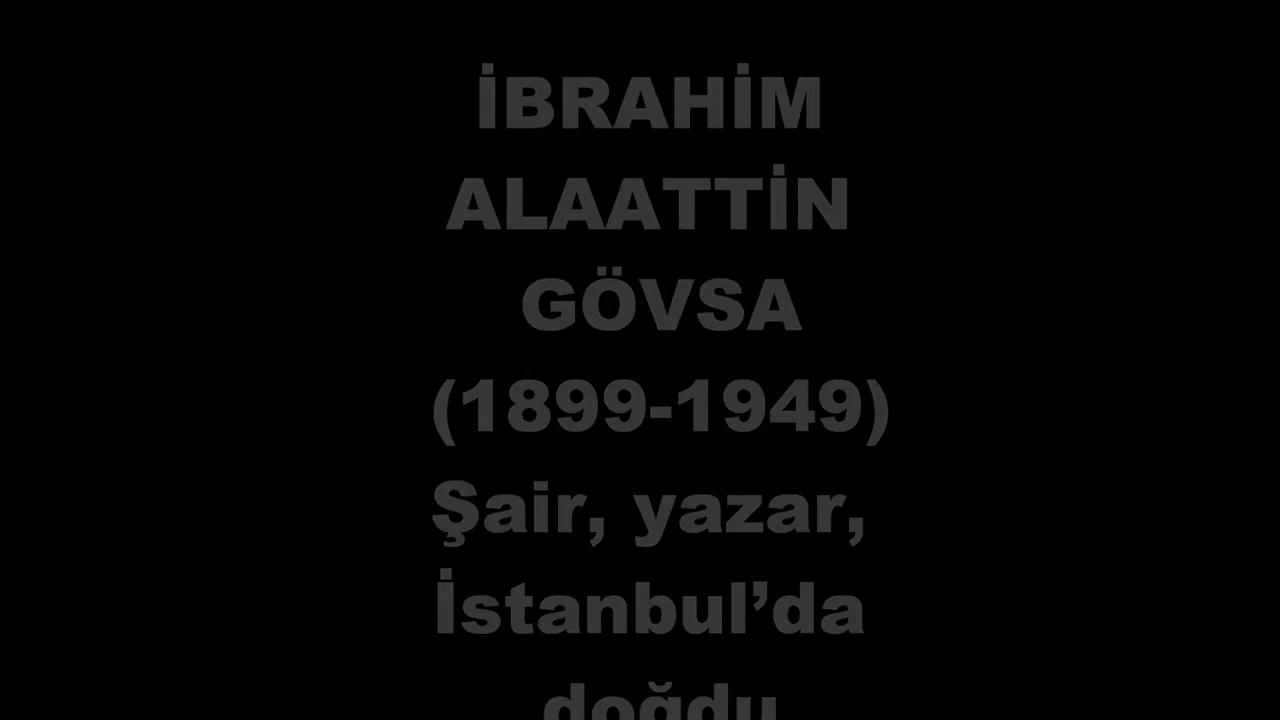 İBRAHİM
ALAATTİN
GÖVSA
(1899-1949)
Şair, yazar,
İstanbul’da
doğdu